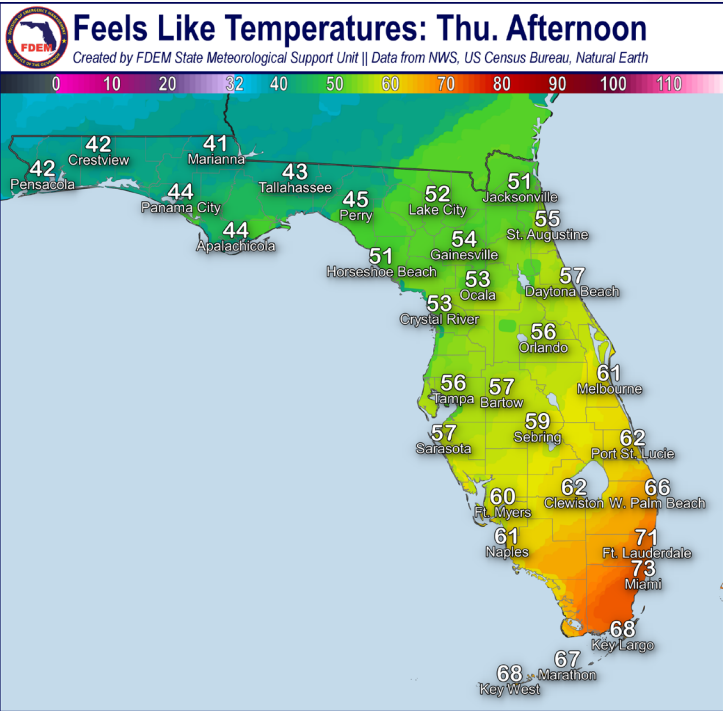 Feels Like Temperatures: Thu. Afternoon
FDEM
Created by FDEM State Meteorological Support Unit || Data from NWS, US Census Bureau, Natural Earth
0 10 20 32 40 50 60 70 80 90 100 110
42
Crestview
41
Marianna
42
Pensacola
43
Tallahassee
44
Panama City
45
Perry
52
Lake City
51
Jacksonville
44
Apalachicola
55
St. Augustine
54
Gainesville
51
Horseshoe Beach
53
Ocala
57
Daytona Beach
53
Crystal River
56
Orlando
61
Melbourne
56
Tampa
57
Bartow
59
Sebring
57
Sarasota
62
Port St. Lucie
60
Ft. Myers
62
Clewiston
66
W. Palm Beach
61
Naples
71
Ft. Lauderdale
73
Miami
68
Key Largo
67
Marathon
68
Key West